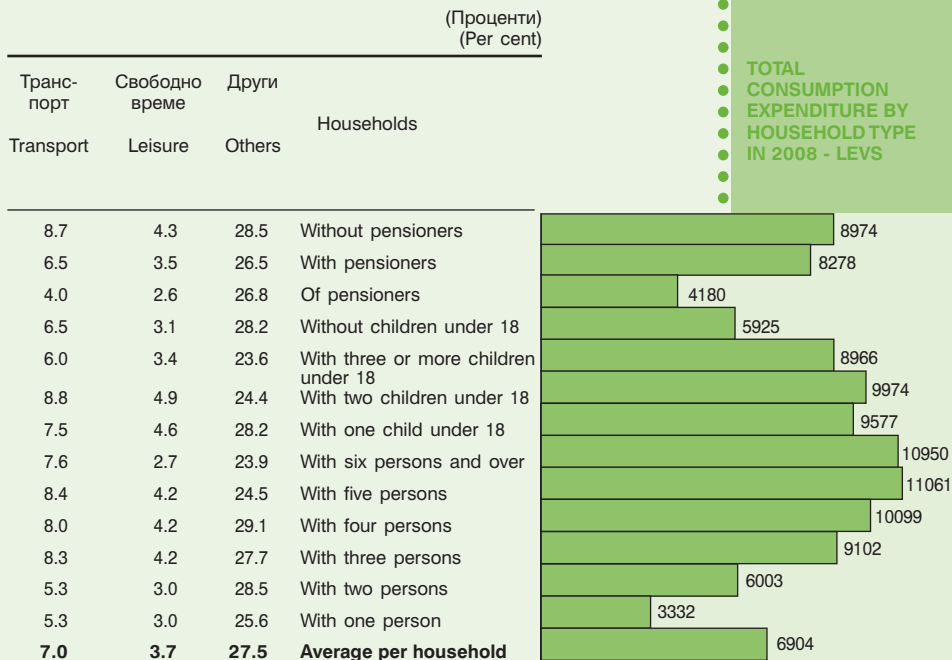 (Проценти)
(Per cent)
TOTAL
CONSUMPTION
EXPENDITURE BY
HOUSEHOLD TYPE
IN 2008 - LEVS
Транс- Свободно Други
порт време
Households
Transport Leisure Others
8.7 4.3 28.5 Without pensioners 8974
6.5 3.5 26.5 With pensioners 8278
4.0 2.6 26.8 Of pensioners 4180
6.5 3.1 28.2 Without children under 18 5925
6.0 3.4 23.6 With three or more children 8966
under 18
8.8 4.9 24.4 With two children under 18 9974
7.5 4.6 28.2 With one child under 18 9577
7.6 2.7 23.9 With six persons and over 10950
8.4 4.2 24.5 With five persons 11061
8.0 4.2 29.1 With four persons 10099
8.3 4.2 27.7 With three persons 9102
5.3 3.0 28.5 With two persons 6003
5.3 3.0 25.6 With one person 3332
7.0 3.7 27.5 Average per household 6904